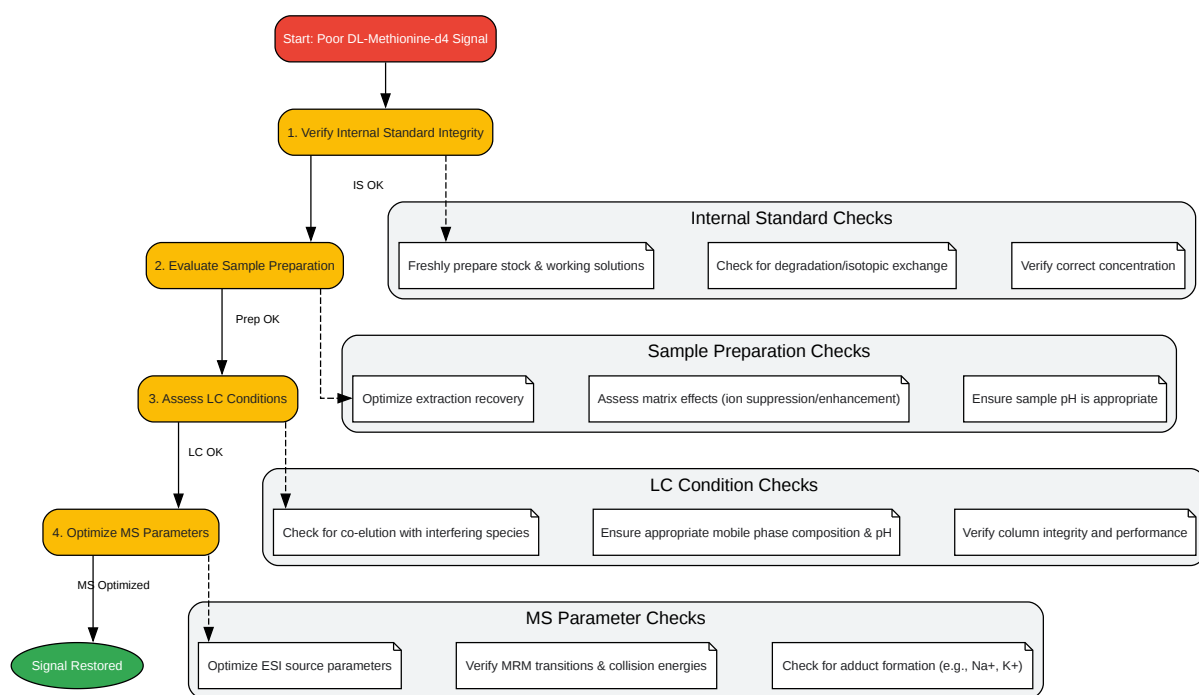 Start: Poor DL-Methionine-d4 Signal
1. Verify Internal Standard Integrity
IS OK
Internal Standard Checks
Freshly prepare stock & working solutions
Check for degradation/isotopic exchange
Verify correct concentration
2. Evaluate Sample Preparation
Prep OK
Sample Preparation Checks
Optimize extraction recovery
Assess matrix effects (ion suppression/enhancement)
Ensure sample pH is appropriate
3. Assess LC Conditions
LC OK
LC Condition Checks
Check for co-elution with interfering species
Ensure appropriate mobile phase composition & pH
Verify column integrity and performance
4. Optimize MS Parameters
MS Optimized
MS Parameter Checks
Optimize ESI source parameters
Verify MRM transitions & collision energies
Check for adduct formation (e.g., Na+, K+)
Signal Restored